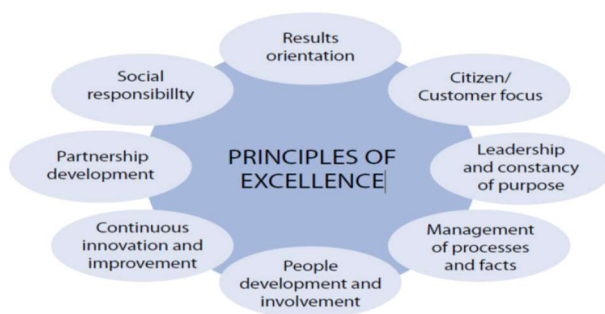 Results
orientation
Citizen/
Customer focus
Leadership
and constancy
of purpose
Management
of processes
and facts
People
development and
involvement
Continuous
innovation and
improvement
Partnership
development
Social
responsibillty
PRINCIPLES OF
EXCELLENCE